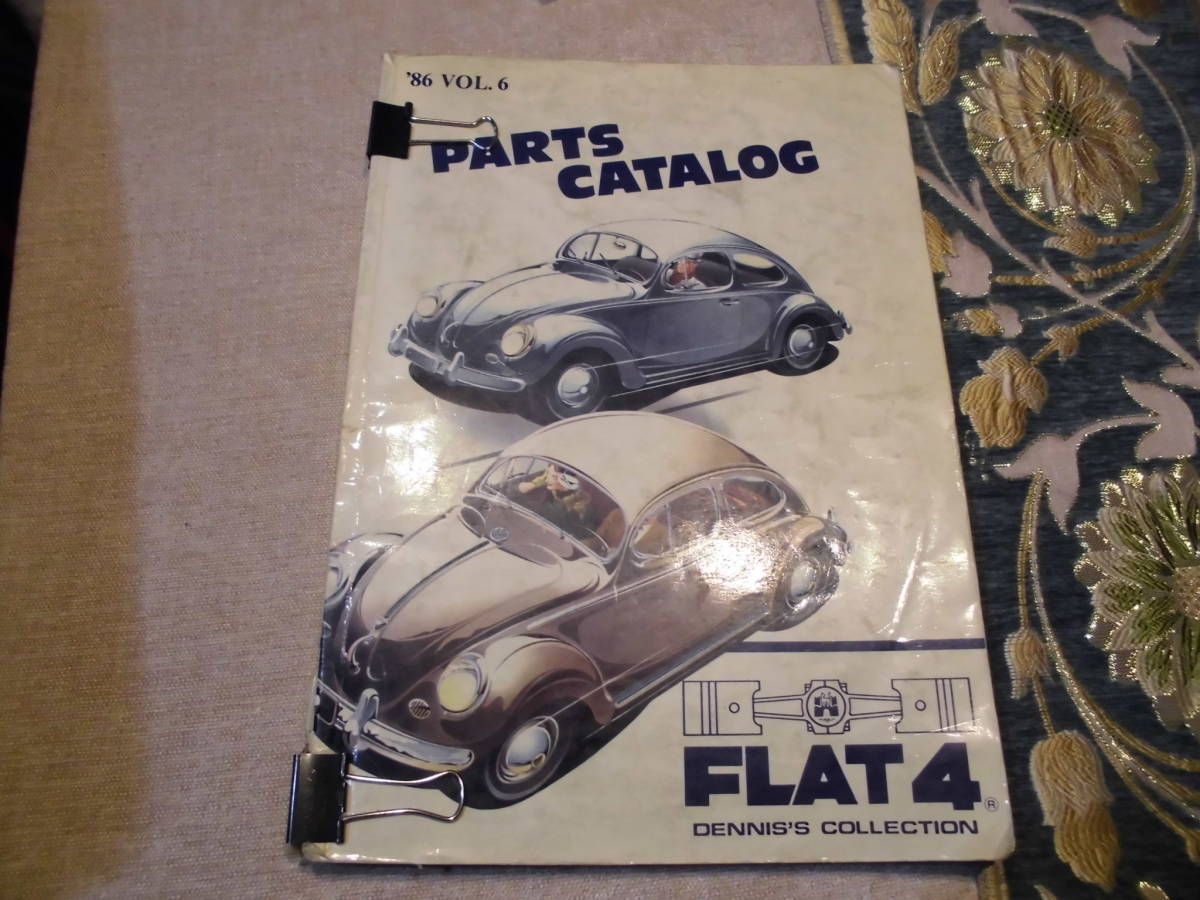 '86 VOL. 6
PARTS
CATALOG
FLAT 4 ®
DENNIS'S COLLECTION